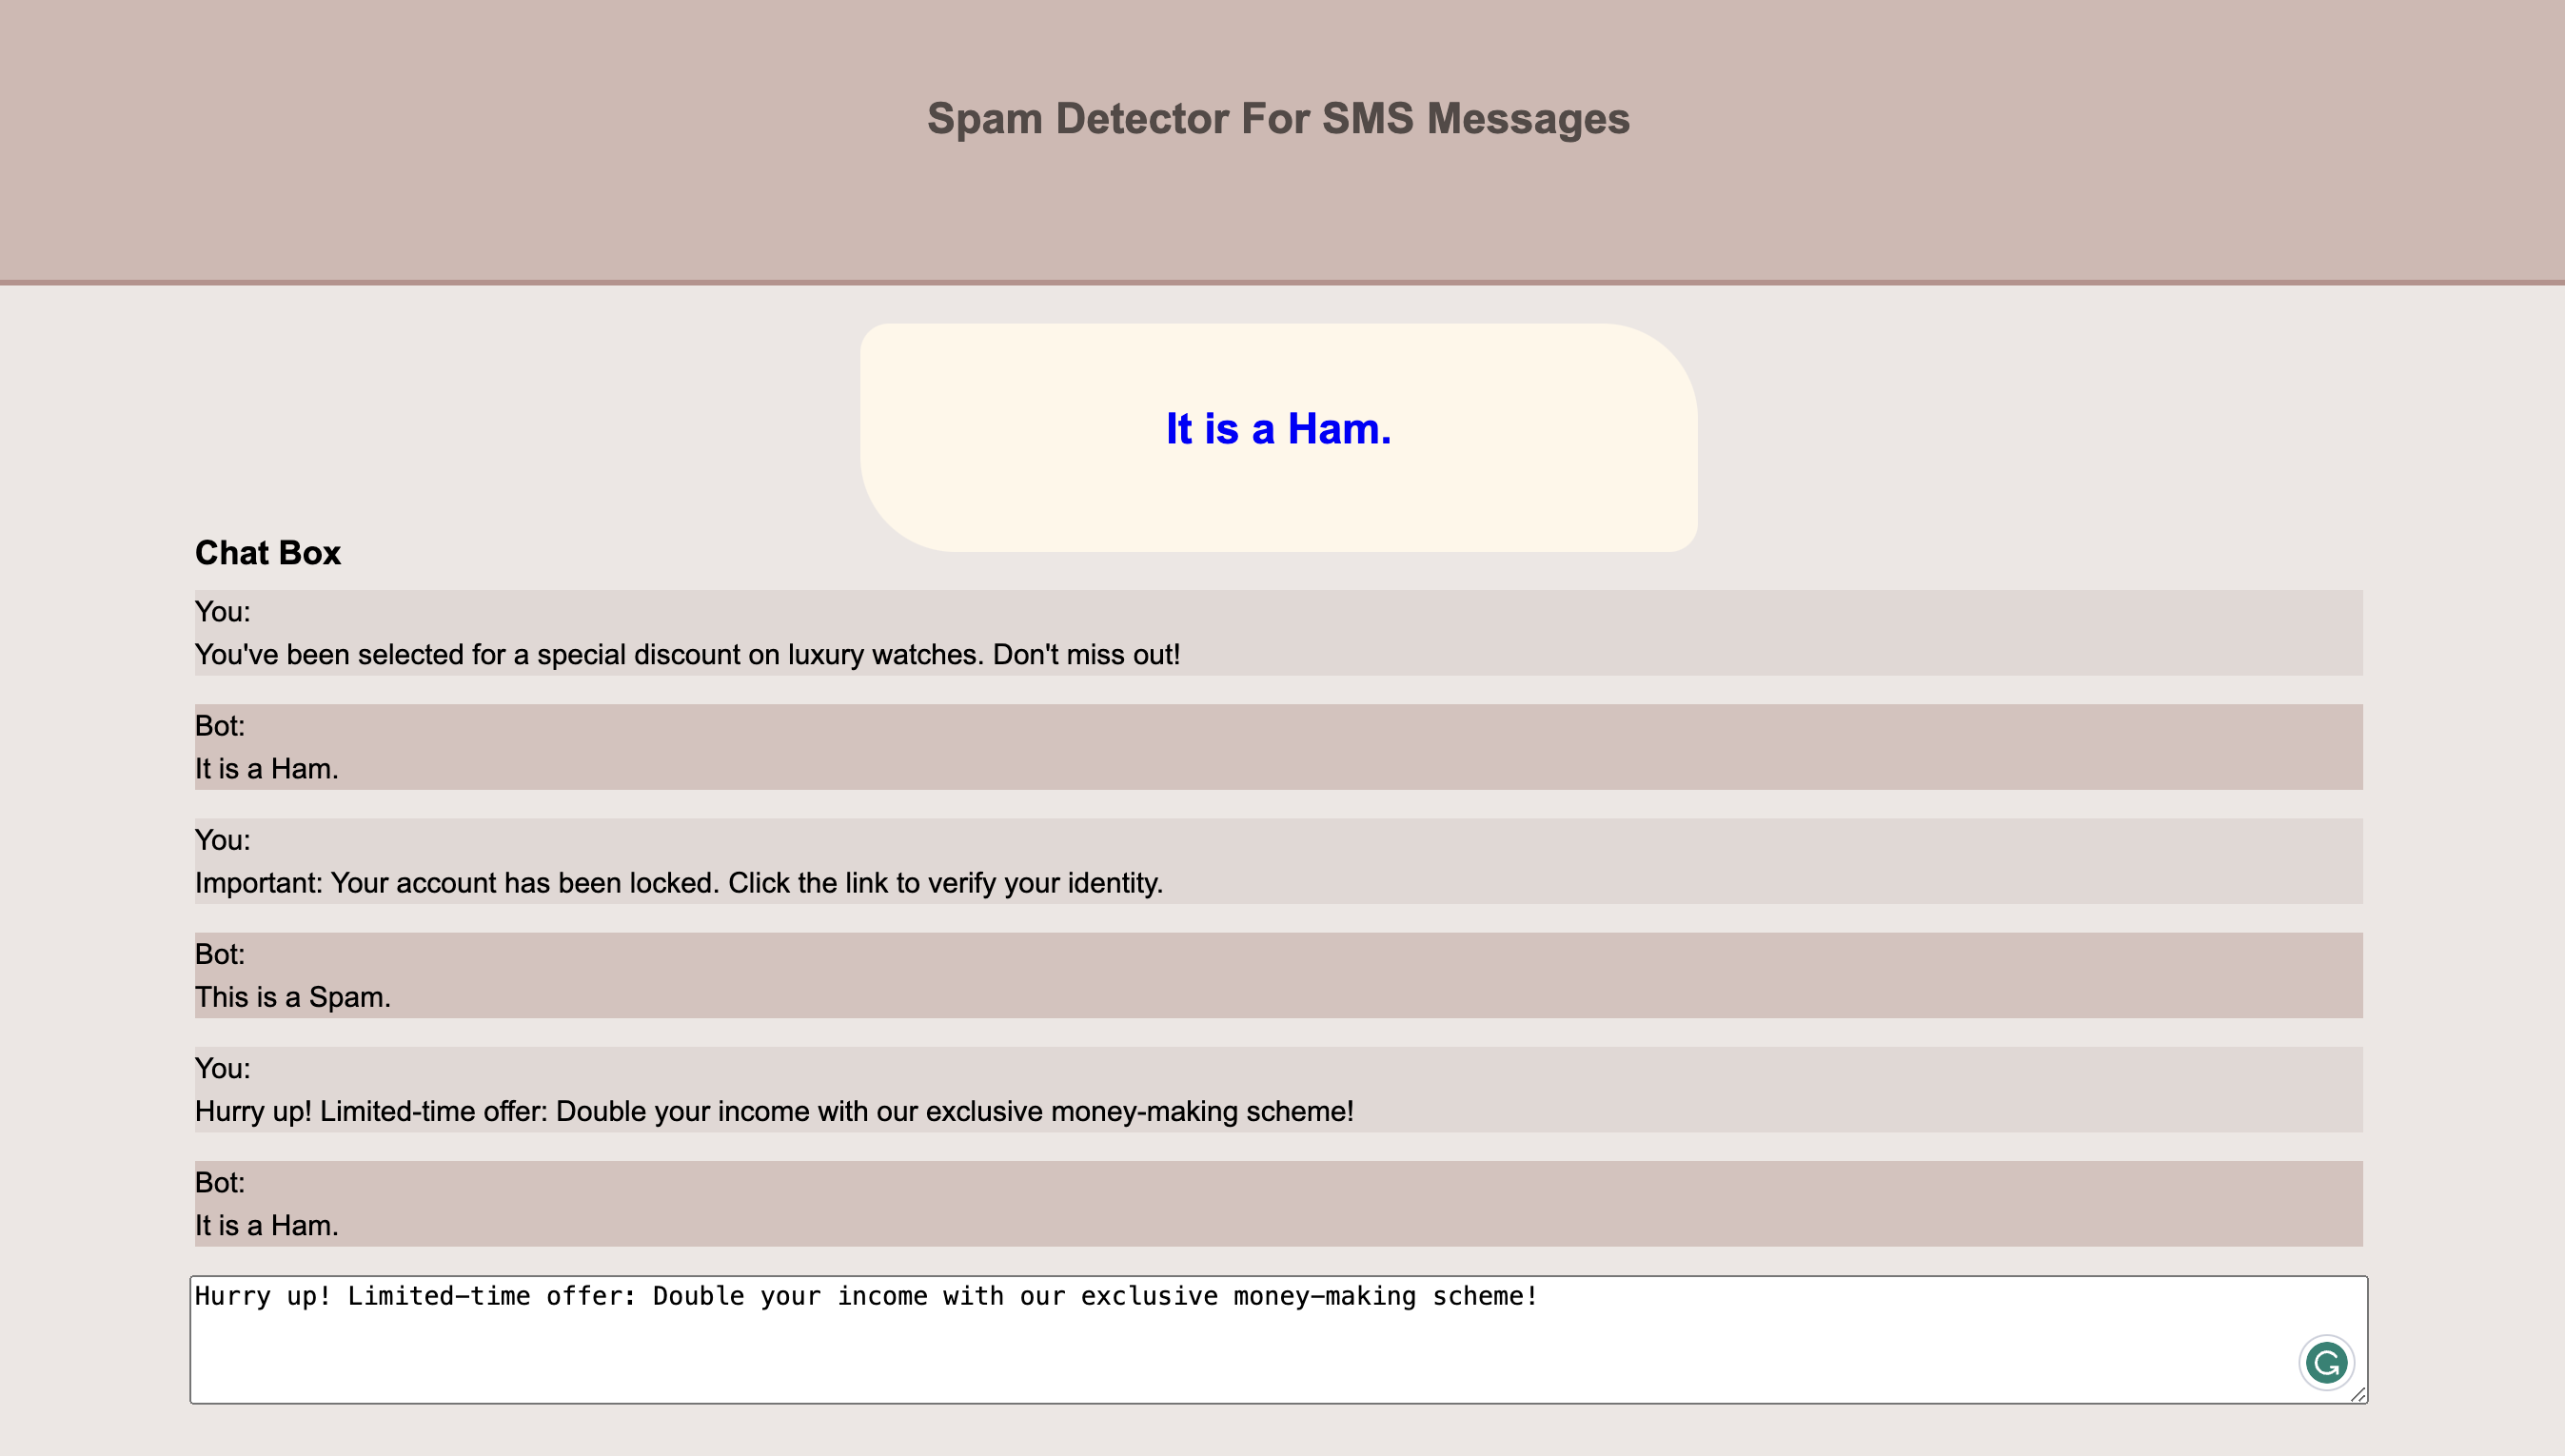 Spam Detector For SMS Messages
It is a Ham.
Chat Box
You:
You've been selected for a special discount on luxury watches. Don't miss out!
Bot:
It is a Ham.
You:
Important: Your account has been locked. Click the link to verify your identity.
Bot:
This is a Spam.
You:
Hurry up! Limited-time offer: Double your income with our exclusive money-making scheme!
Bot:
It is a Ham.
Hurry up! Limited-time offer: Double your income with our exclusive money-making scheme!